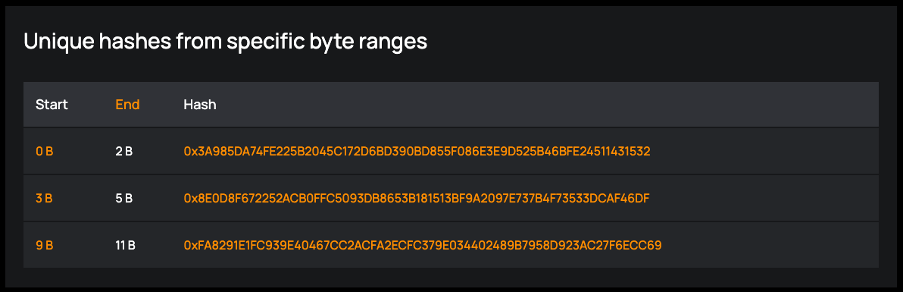 Unique hashes from specific byte ranges
Start End Hash
0 B 2 B 0x3A985DA74FE225B2045C172D6BD390BD855F086E3E9D525B46BFE24511431532
3 B 5 B 0x8E0D8F672252ACB0FFC5093DB8653B181513BF9A2097E737B4F73533DCAF46DF
9 B 11 B 0xFA8291E1FC939E40467CC2ACFA2ECFC379E034402489B7958D923AC27F6ECC69